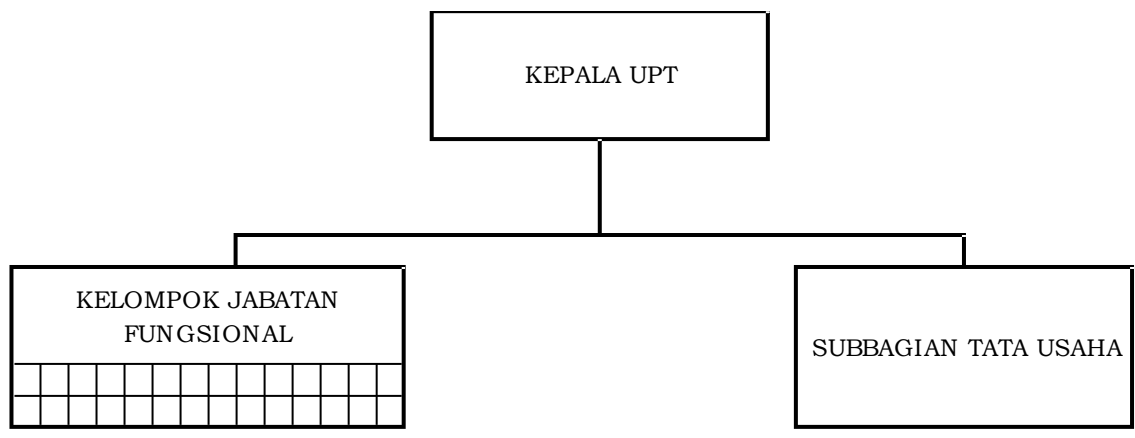 KEPALA UPT
KELOMPOK JABATAN
FUNGSIONAL
SUBBAGIAN TATA USAHA